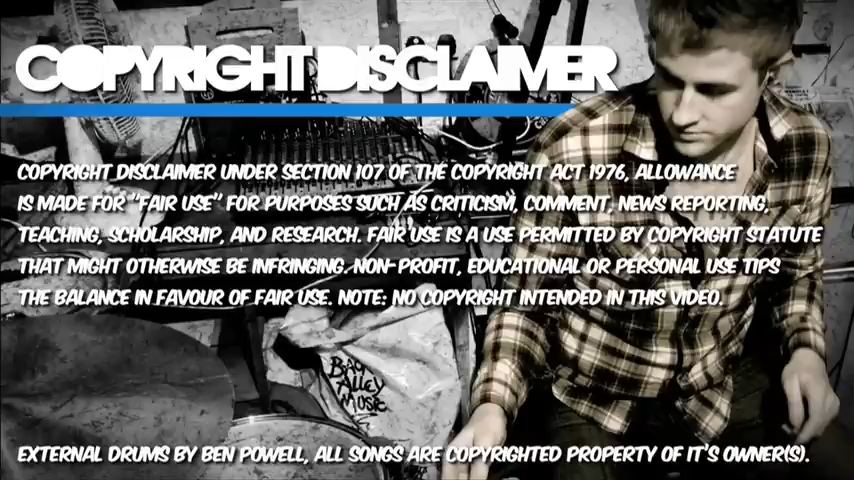 COPYRIGHT DISCLAIMER
COPYRIGHT DISCLAIMER UNDER SECTION 107 OF THE COPYRIGHT ACT 1976, ALLOWANCE
IS MADE FOR "FAIR USE" FOR PURPOSES SUCH AS CRITICISM, COMMENT, NEWS REPORTING,
TEACHING, SCHOLARSHIP, AND RESEARCH. FAIR USE IS A USE PERMITTED BY COPYRIGHT STATUTE
THAT MIGHT OTHERWISE BE INFRINGING. NON-PROFIT, EDUCATIONAL OR PERSONAL USE TIPS
THE BALANCE IN FAVOUR OF FAIR USE. NOTE: NO COPYRIGHT INTENDED IN THIS VIDEO.
BACK
ALLEY
MUSIC
EXTERNAL DRUMS BY BEN POWELL, ALL SONGS ARE COPYRIGHTED PROPERTY OF IT'S OWNER(S).